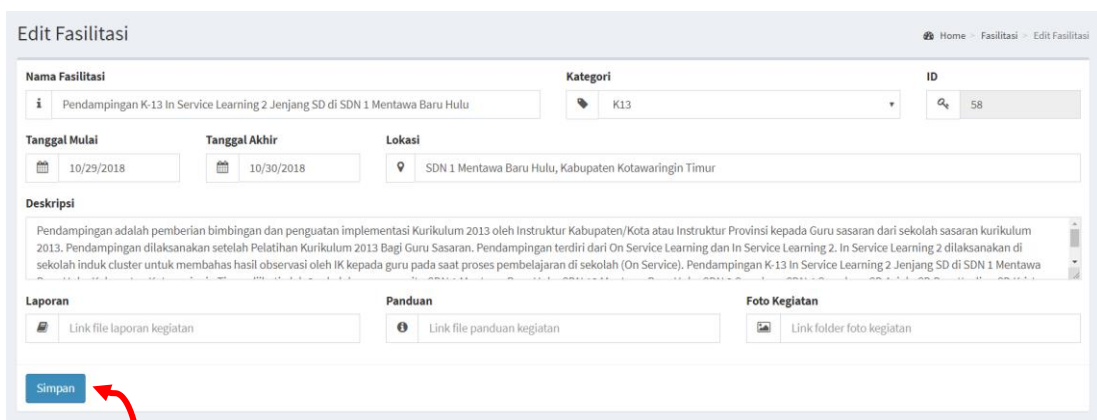 Edit Fasilitasi
Home > Fasilitasi > Edit Fasilitasi
Nama Fasilitasi
Kategori
ID
Pendampingan K-13 In Service Learning 2 Jenjang SD di SDN 1 Mentawa Baru Hulu
K13
58
Tanggal Mulai
Tanggal Akhir
Lokasi
10/29/2018
10/30/2018
SDN 1 Mentawa Baru Hulu, Kabupaten Kotawaringin Timur
Deskripsi
Pendampingan adalah pemberian bimbingan dan penguatan implementasi Kurikulum 2013 oleh Instruktur Kabupaten/Kota atau Instruktur Provinsi kepada Guru sasaran dari sekolah sasaran kurikulum
2013. Pendampingan dilaksanakan setelah Pelatihan Kurikulum 2013 Bagi Guru Sasaran. Pendampingan terdiri dari On Service Learning dan In Service Learning 2. In Service Learning 2 dilaksanakan di
sekolah induk cluster untuk membahas hasil observasi oleh IK kepada guru pada saat proses pembelajaran di sekolah (On Service). Pendampingan K-13 In Service Learning 2 Jenjang SD di SDN 1 Mentawa
Laporan
Panduan
Foto Kegiatan
Link file laporan kegiatan
Link file panduan kegiatan
Link folder foto kegiatan
Simpan